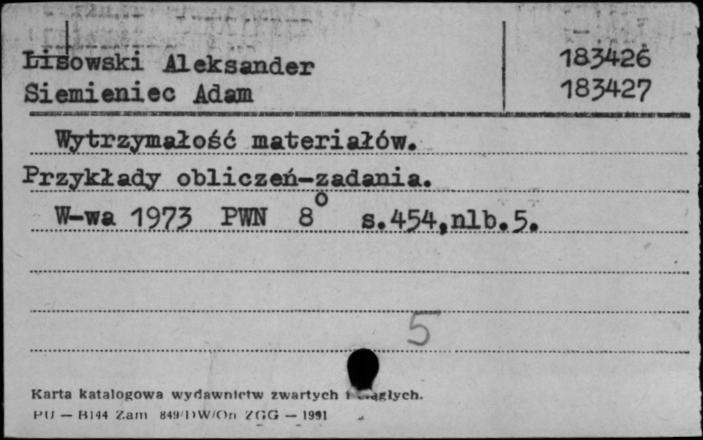 Lisowski Aleksander 183426
Siemieniec Adam 183427
Wytrzymałość materiałów.
Przykłady obliczeń-zadania.
W-wa 1973 PWN 8° s.454,nlb.5.
5
Karta katalogowa wydawnictw zwartych i ciągłych.
PU — B144 Zam 849/DW/On ZGG — 1991